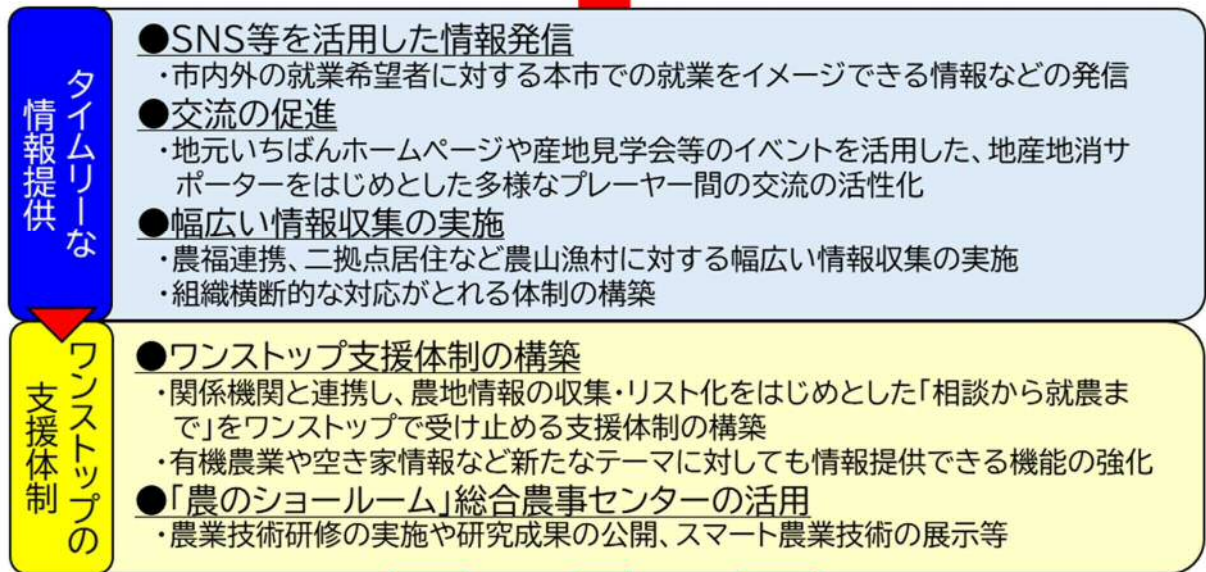 タイムリーな
情報提供
●SNS等を活用した情報発信
・市内外の就業希望者に対する本市での就業をイメージできる情報などの発信
●交流の促進
・地元いちばんホームページや産地見学会等のイベントを活用した、地産地消サ
ポーターをはじめとした多様なプレーヤー間の交流の活性化
●幅広い情報収集の実施
・農福連携、二拠点居住など農山漁村に対する幅広い情報収集の実施
・組織横断的な対応がとれる体制の構築
ワンストップの
支援体制
●ワンストップ支援体制の構築
・関係機関と連携し、農地情報の収集・リスト化をはじめとした「相談から就農ま
で」をワンストップで受け止める支援体制の構築
・有機農業や空き家情報など新たなテーマに対しても情報提供できる機能の強化
●「農のショールーム」総合農事センターの活用
・農業技術研修の実施や研究成果の公開、スマート農業技術の展示等